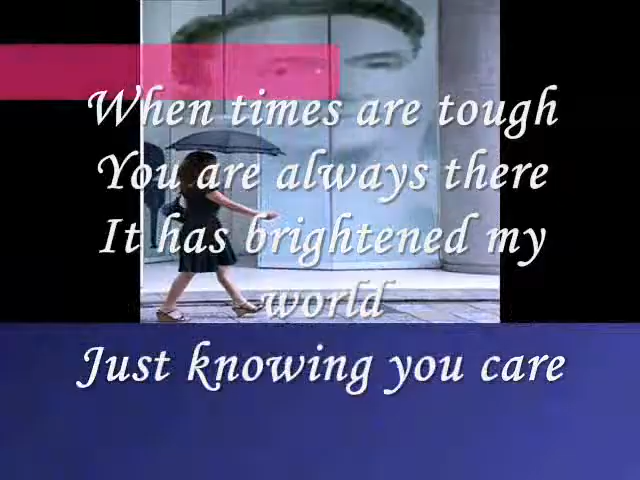 When times are tough
You are always there
It has brightened my
world
Just knowing you care